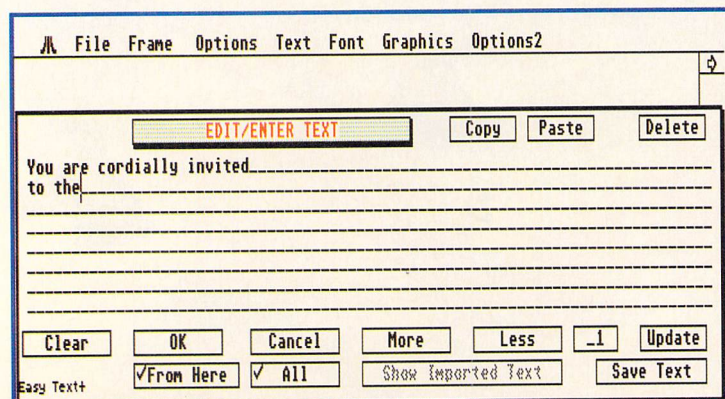 File Frame Options Text Font Graphics Options2
EDIT/ENTER TEXT Copy Paste Delete
You are cordially invited
to the
Clear OK Cancel More Less _1 Update
Easy Text+ ✓From Here ✓ All Show Imported Text Save Text